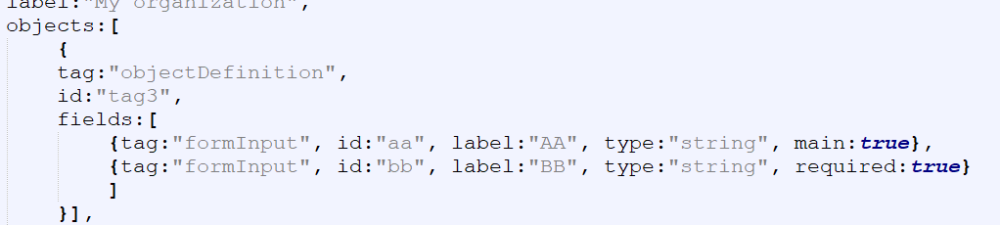 label:"My organization",
objects:[
{
tag:"objectDefinition",
id:"tag3",
fields:[
{tag:"formInput", id:"aa", label:"AA", type:"string", main:true},
{tag:"formInput", id:"bb", label:"BB", type:"string", required:true}
]
}],